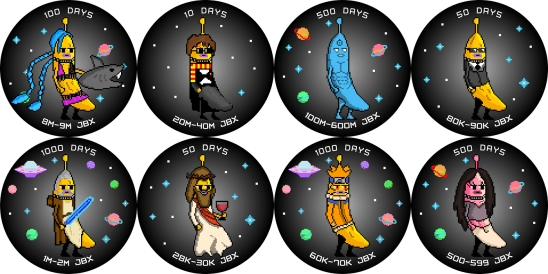 100 DAYS
8M-9M JBX
10 DAYS
20M-40M JBX
500 DAYS
100M-600M JBX
50 DAYS
80K-90K JBX
1000 DAYS
1M-2M JBX
50 DAYS
28K-30K JBX
1000 DAYS
60K-70K JBX
500 DAYS
500-599 JBX